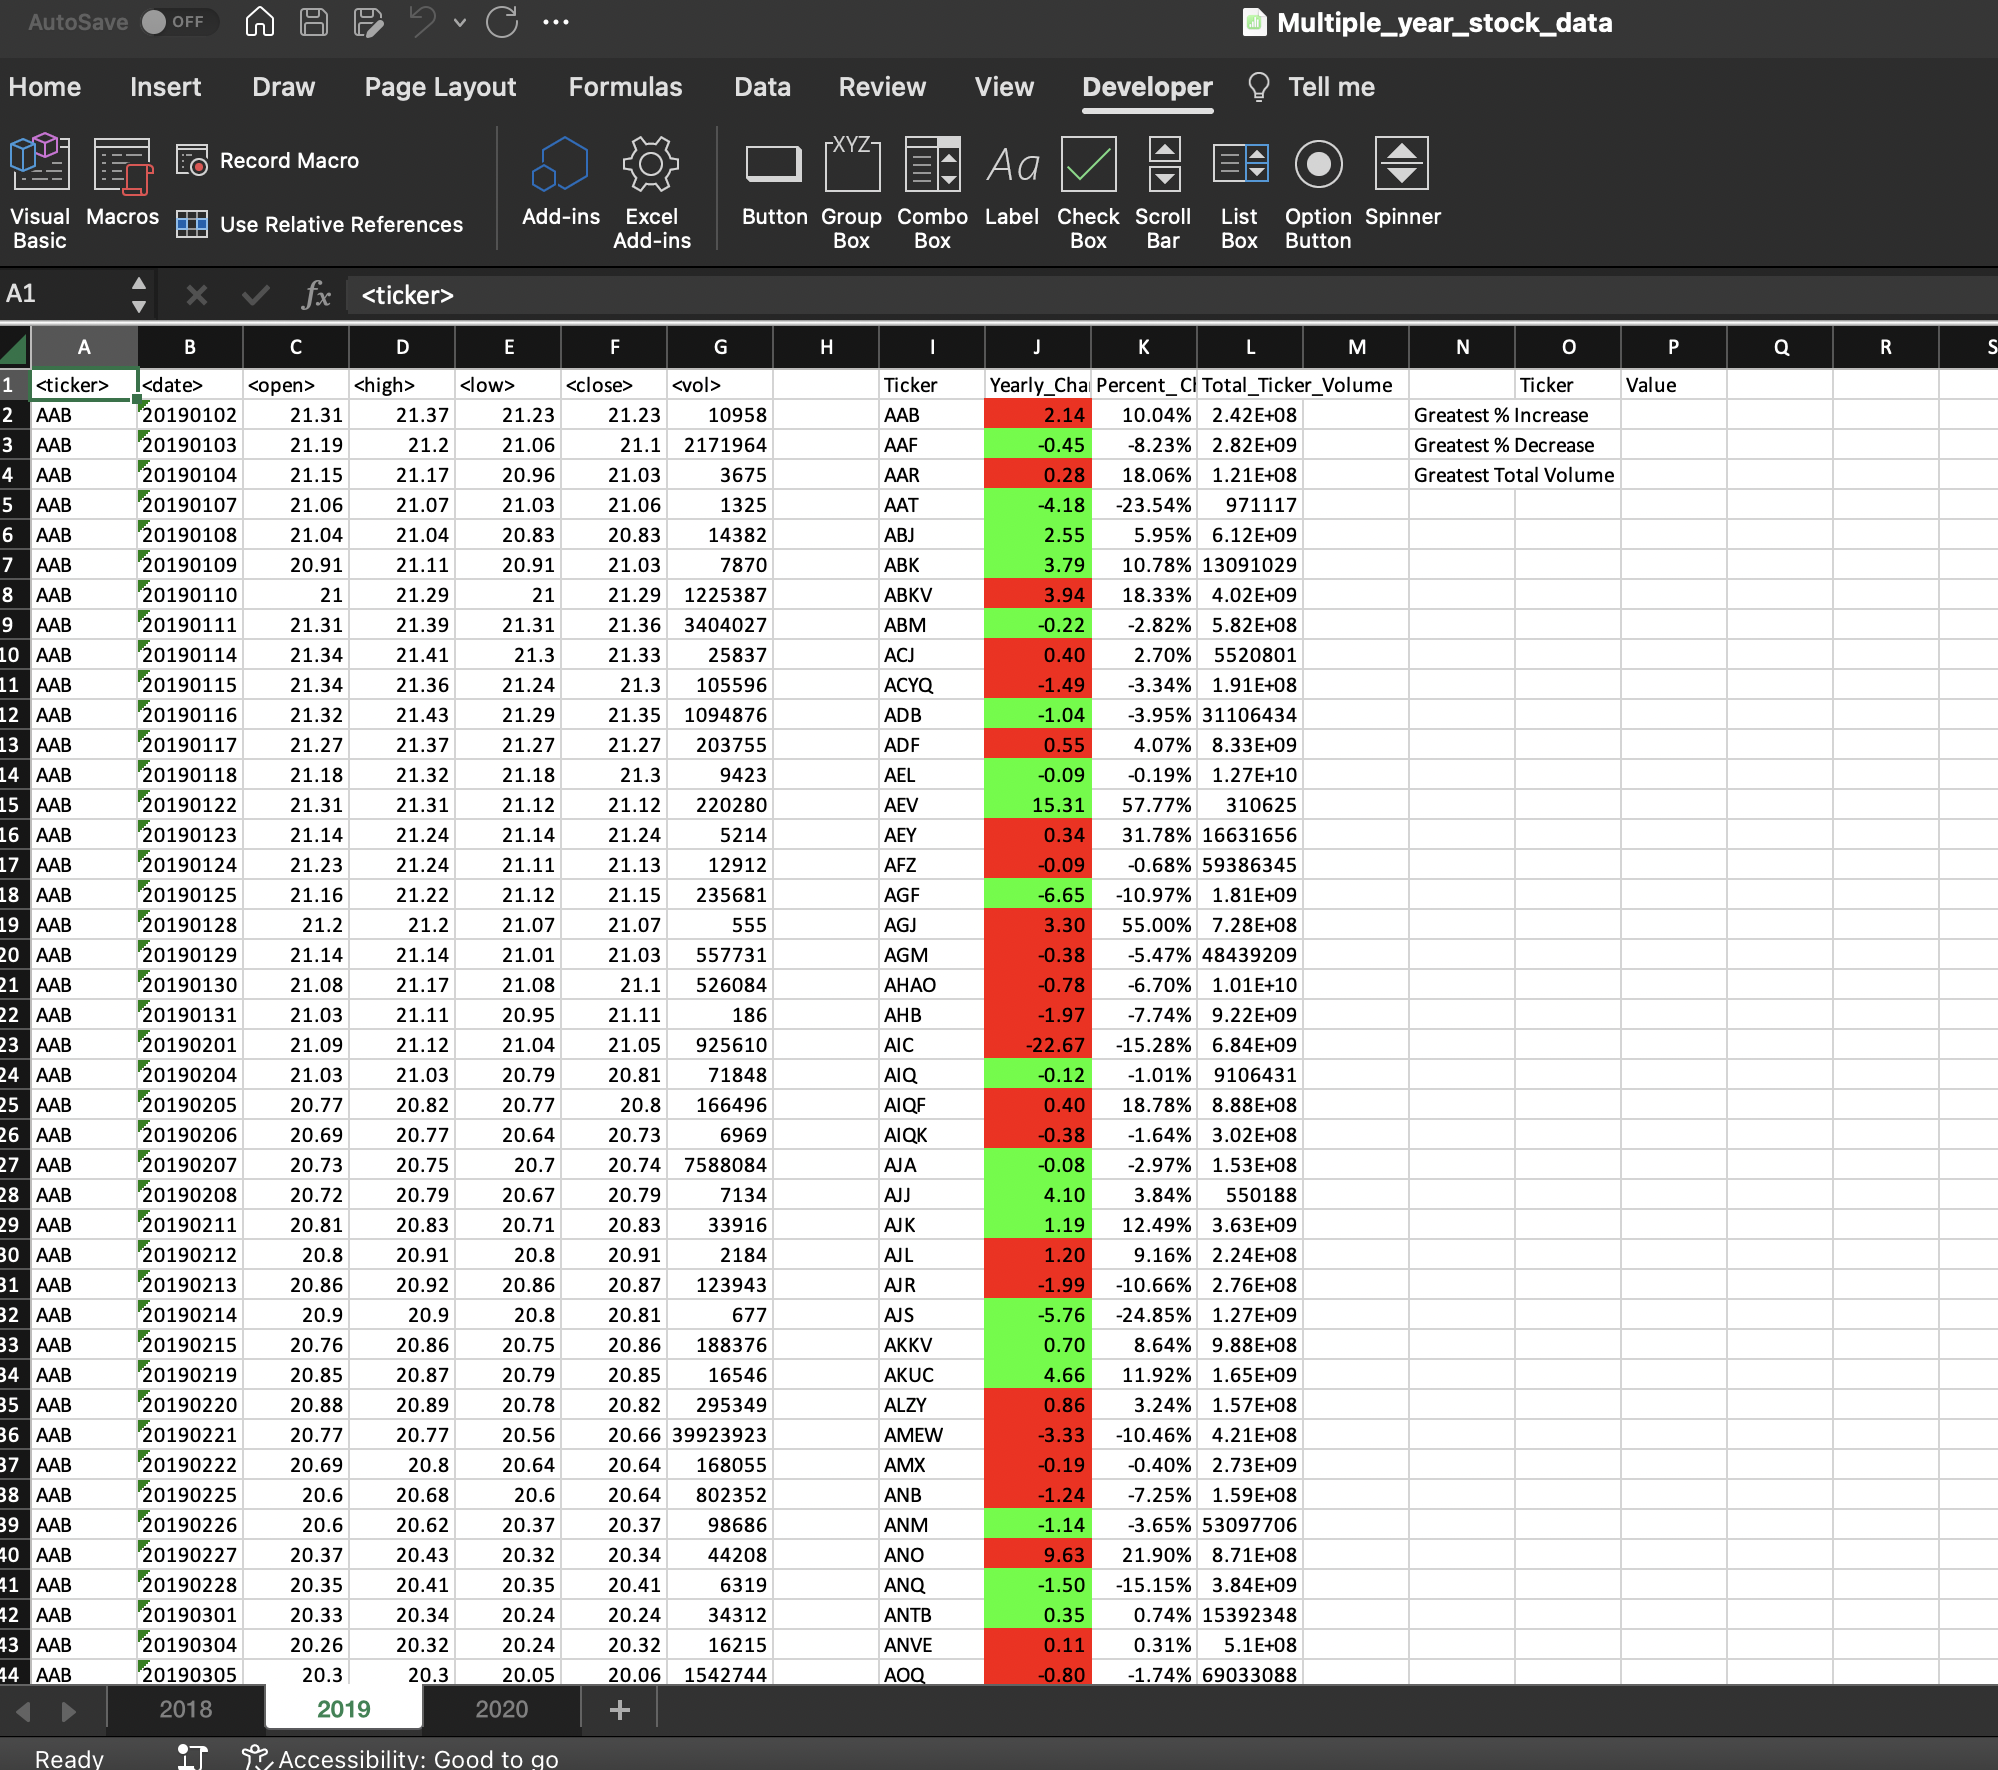 AutoSave OFF Multiple_year_stock_data
Home Insert Draw Page Layout Formulas Data Review View Developer Tell me
Visual Basic Macros Record Macro Use Relative References Add-ins Excel Add-ins Button Group Box Combo Box Label Check Box Scroll Bar List Box Option Button Spinner
XYZ Aa
A1 fx <ticker>
A B C D E F G H I J K L M N O P Q R S
1 <ticker> <date> <open> <high> <low> <close> <vol> Ticker Yearly_Cha Percent_Ch Total_Ticker_Volume Ticker Value
2 AAB 20190102 21.31 21.37 21.23 21.23 10958 AAB 2.14 10.04% 2.42E+08 Greatest % Increase
3 AAB 20190103 21.19 21.2 21.06 21.1 2171964 AAF -0.45 -8.23% 2.82E+09 Greatest % Decrease
4 AAB 20190104 21.15 21.17 20.96 21.03 3675 AAR 0.28 18.06% 1.21E+08 Greatest Total Volume
5 AAB 20190107 21.06 21.07 21.03 21.06 1325 AAT -4.18 -23.54% 971117
6 AAB 20190108 21.04 21.04 20.83 20.83 14382 ABJ 2.55 5.95% 6.12E+09
7 AAB 20190109 20.91 21.11 20.91 21.03 7870 ABK 3.79 10.78% 13091029
8 AAB 20190110 21 21.29 21 21.29 1225387 ABKV 3.94 18.33% 4.02E+09
9 AAB 20190111 21.31 21.39 21.31 21.36 3404027 ABM -0.22 -2.82% 5.82E+08
10 AAB 20190114 21.34 21.41 21.3 21.33 25837 ACJ 0.40 2.70% 5520801
11 AAB 20190115 21.34 21.36 21.24 21.3 105596 ACYQ -1.49 -3.34% 1.91E+08
12 AAB 20190116 21.32 21.43 21.29 21.35 1094876 ADB -1.04 -3.95% 31106434
13 AAB 20190117 21.27 21.37 21.27 21.27 203755 ADF 0.55 4.07% 8.33E+09
14 AAB 20190118 21.18 21.32 21.18 21.3 9423 AEL -0.09 -0.19% 1.27E+10
15 AAB 20190122 21.31 21.31 21.12 21.12 220280 AEV 15.31 57.77% 310625
16 AAB 20190123 21.14 21.24 21.14 21.24 5214 AEY 0.34 31.78% 16631656
17 AAB 20190124 21.23 21.24 21.11 21.13 12912 AFZ -0.09 -0.68% 59386345
18 AAB 20190125 21.16 21.22 21.12 21.15 235681 AGF -6.65 -10.97% 1.81E+09
19 AAB 20190128 21.2 21.2 21.07 21.07 555 AGJ 3.30 55.00% 7.28E+08
20 AAB 20190129 21.14 21.14 21.01 21.03 557731 AGM -0.38 -5.47% 48439209
21 AAB 20190130 21.08 21.17 21.08 21.1 526084 AHAO -0.78 -6.70% 1.01E+10
22 AAB 20190131 21.03 21.11 20.95 21.11 186 AHB -1.97 -7.74% 9.22E+09
23 AAB 20190201 21.09 21.12 21.04 21.05 925610 AIC -22.67 -15.28% 6.84E+09
24 AAB 20190204 21.03 21.03 20.79 20.81 71848 AIQ -0.12 -1.01% 9106431
25 AAB 20190205 20.77 20.82 20.77 20.8 166496 AIQF 0.40 18.78% 8.88E+08
26 AAB 20190206 20.69 20.77 20.64 20.73 6969 AIQK -0.38 -1.64% 3.02E+08
27 AAB 20190207 20.73 20.75 20.7 20.74 7588084 AJA -0.08 -2.97% 1.53E+08
28 AAB 20190208 20.72 20.79 20.67 20.79 7134 AJJ 4.10 3.84% 550188
29 AAB 20190211 20.81 20.83 20.71 20.83 33916 AJK 1.19 12.49% 3.63E+09
30 AAB 20190212 20.8 20.91 20.8 20.91 2184 AJL 1.20 9.16% 2.24E+08
31 AAB 20190213 20.86 20.92 20.86 20.87 123943 AJR -1.99 -10.66% 2.76E+08
32 AAB 20190214 20.9 20.9 20.8 20.81 677 AJS -5.76 -24.85% 1.27E+09
33 AAB 20190215 20.76 20.86 20.75 20.86 188376 AKKV 0.70 8.64% 9.88E+08
34 AAB 20190219 20.85 20.87 20.79 20.85 16546 AKUC 4.66 11.92% 1.65E+09
35 AAB 20190220 20.88 20.89 20.78 20.82 295349 ALZY 0.86 3.24% 1.57E+08
36 AAB 20190221 20.77 20.77 20.56 20.66 39923923 AMEW -3.33 -10.46% 4.21E+08
37 AAB 20190222 20.69 20.8 20.64 20.64 168055 AMX -0.19 -0.40% 2.73E+09
38 AAB 20190225 20.6 20.68 20.6 20.64 802352 ANB -1.24 -7.25% 1.59E+08
39 AAB 20190226 20.6 20.62 20.37 20.37 98686 ANM -1.14 -3.65% 53097706
40 AAB 20190227 20.37 20.43 20.32 20.34 44208 ANO 9.63 21.90% 8.71E+08
41 AAB 20190228 20.35 20.41 20.35 20.41 6319 ANQ -1.50 -15.15% 3.84E+09
42 AAB 20190301 20.33 20.34 20.24 20.24 34312 ANTB 0.35 0.74% 15392348
43 AAB 20190304 20.26 20.32 20.24 20.32 16215 ANVE 0.11 0.31% 5.1E+08
44 AAB 20190305 20.3 20.3 20.05 20.06 1542744 AOQ -0.80 -1.74% 69033088
2018 2019 2020 +
Ready Accessibility: Good to go